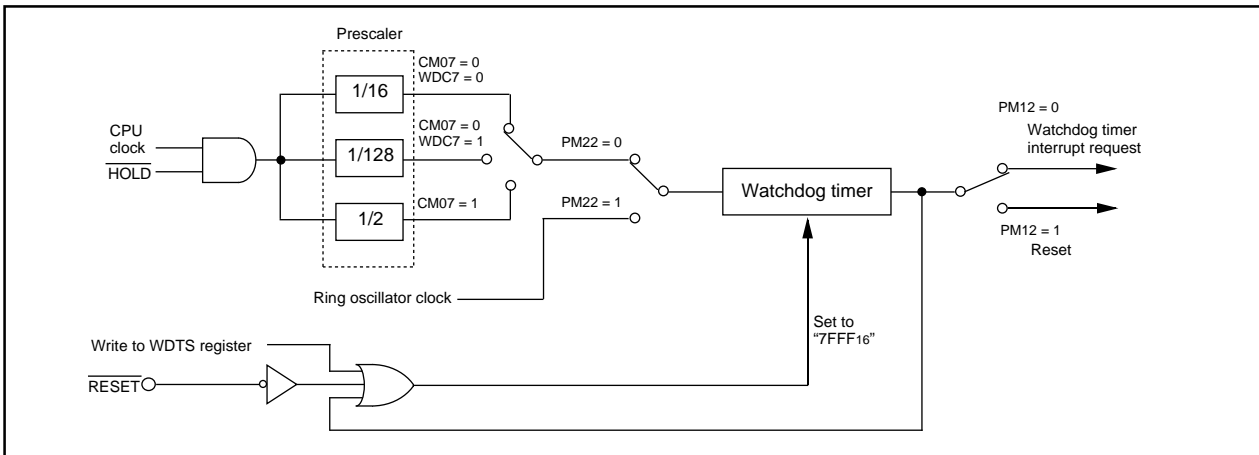 Prescaler
CM07 = 0
WDC7 = 0
1/16
PM12 = 0
Watchdog timer
interrupt request
CPU
clock
HOLD
CM07 = 0
WDC7 = 1
1/128
PM22 = 0
Watchdog timer
CM07 = 1
1/2
PM22 = 1
PM12 = 1
Reset
Ring oscillator clock
Set to
“7FFF16”
Write to WDTS register
RESET